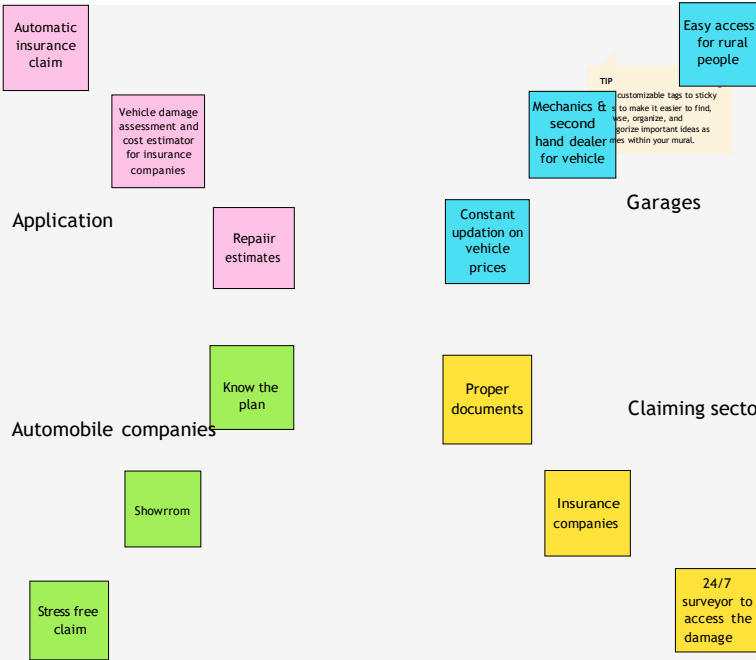 Automatic
insurance
claim
Vehicle damage
assessment and
cost estimator
for insurance
companies
Application
Repaiir
estimates
Easy access
for rural
people
TIP
customizable tags to sticky
to make it easier to find,
organize, and
important ideas as
within your mural.
Mechanics &
second
hand dealer
for vehicle
Garages
Constant
updation on
vehicle
prices
Know the
plan
Automobile companies
Showrrom
Stress free
claim
Proper
documents
Claiming secto
Insurance
companies
24/7
surveyor to
access the
damage